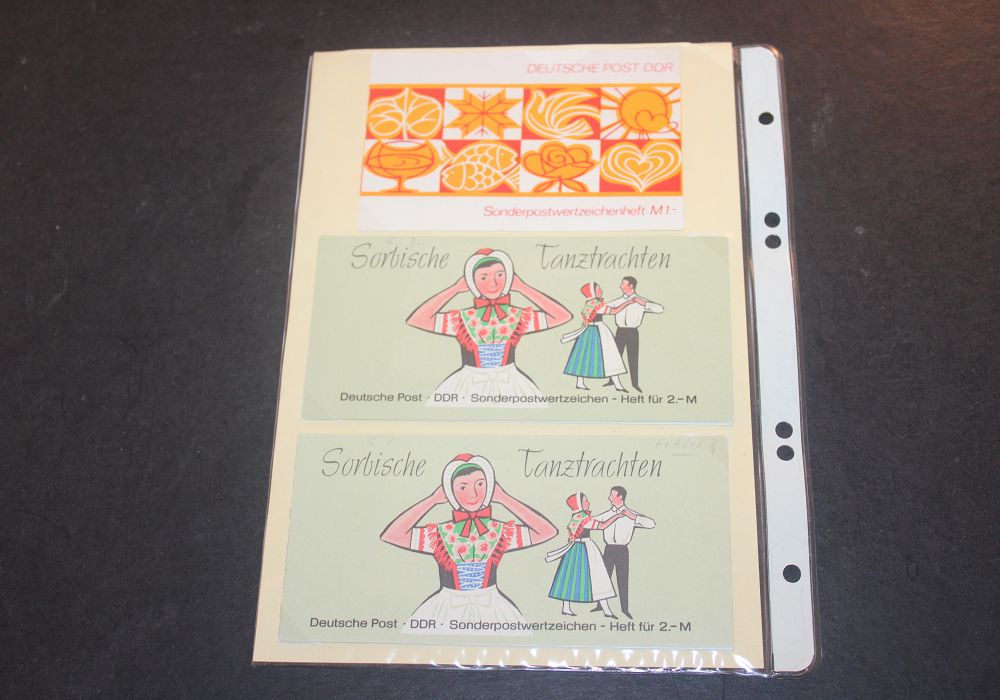 DEUTSCHE POST DDR
Sonderpostwertzeichenheft M 1.-
Sorbische Tanztrachten
Deutsche Post · DDR · Sonderpostwertzeichen - Heft für 2.-M
Sorbische Tanztrachten
Deutsche Post · DDR · Sonderpostwertzeichen - Heft für 2.-M